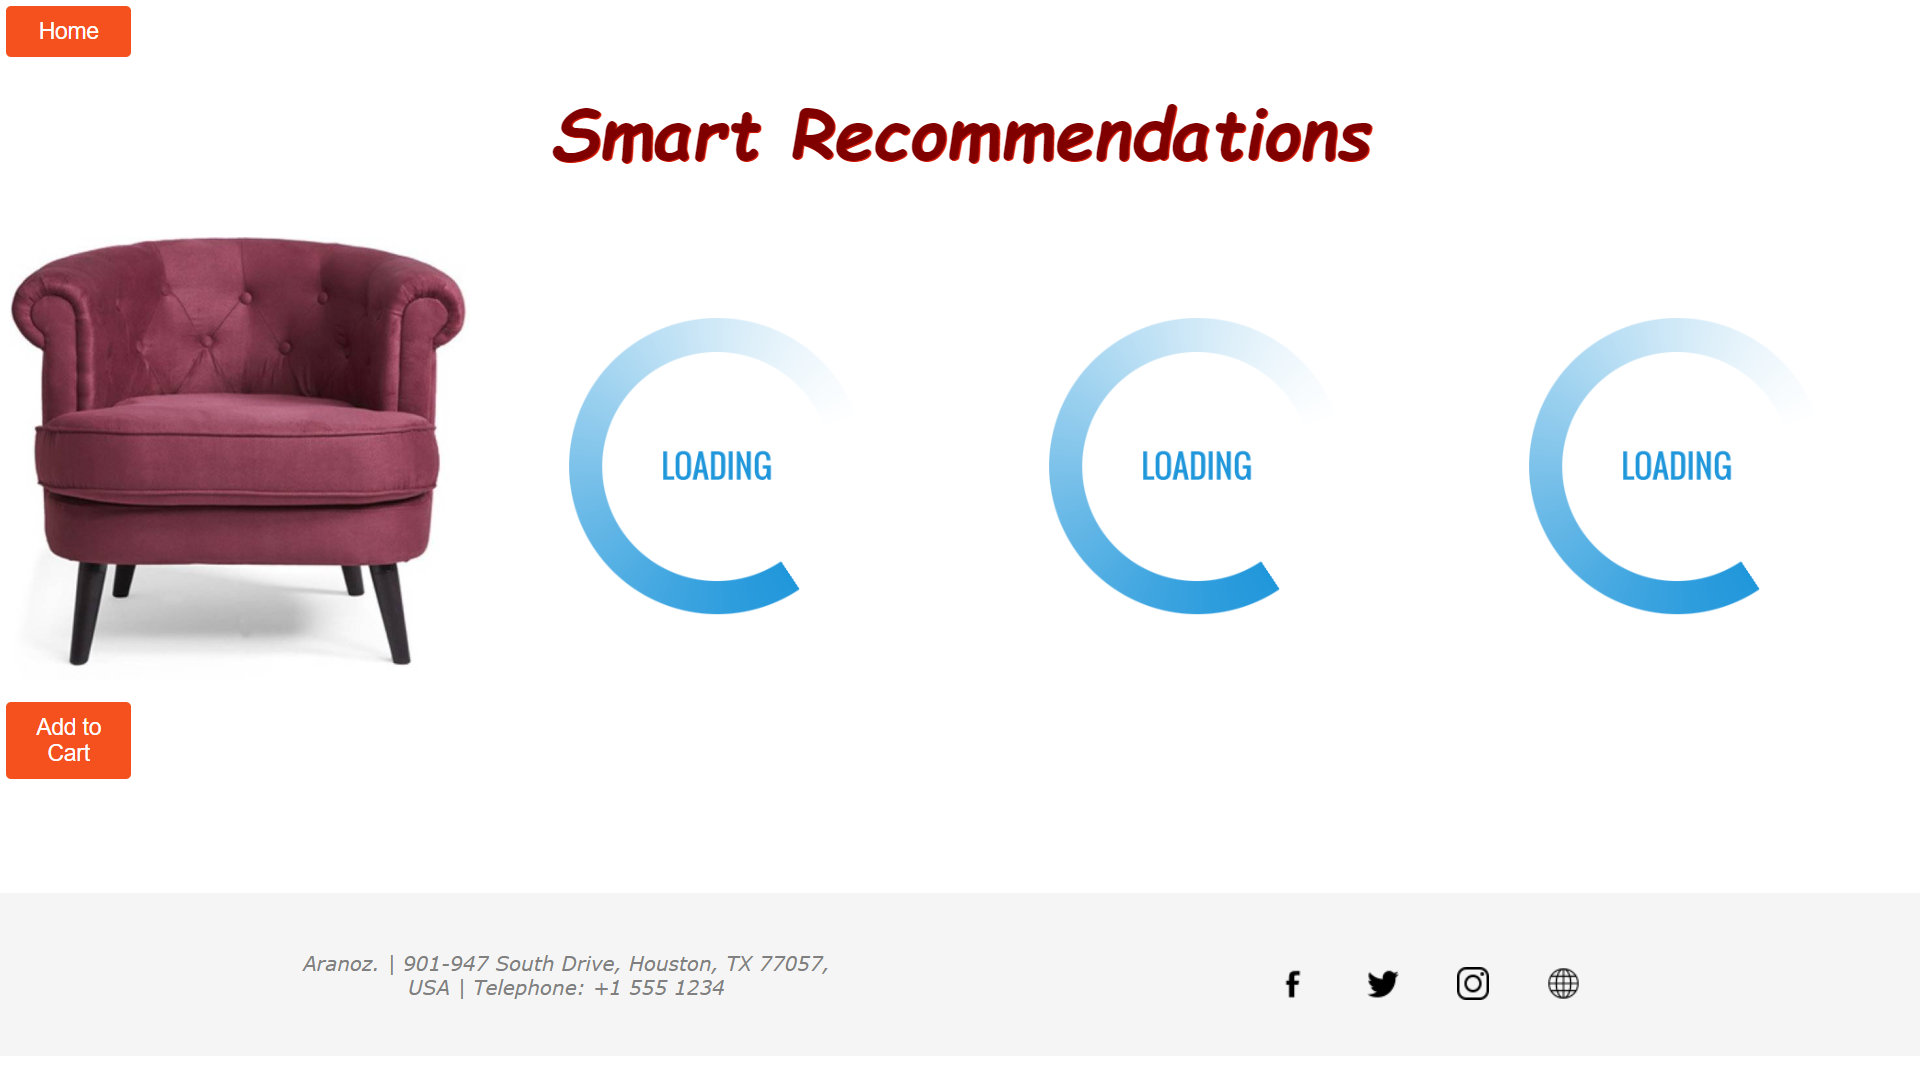 Home
Smart Recommendations
LOADING
LOADING
LOADING
Add to
Cart
Aranoz. | 901-947 South Drive, Houston, TX 77057,
USA | Telephone: +1 555 1234